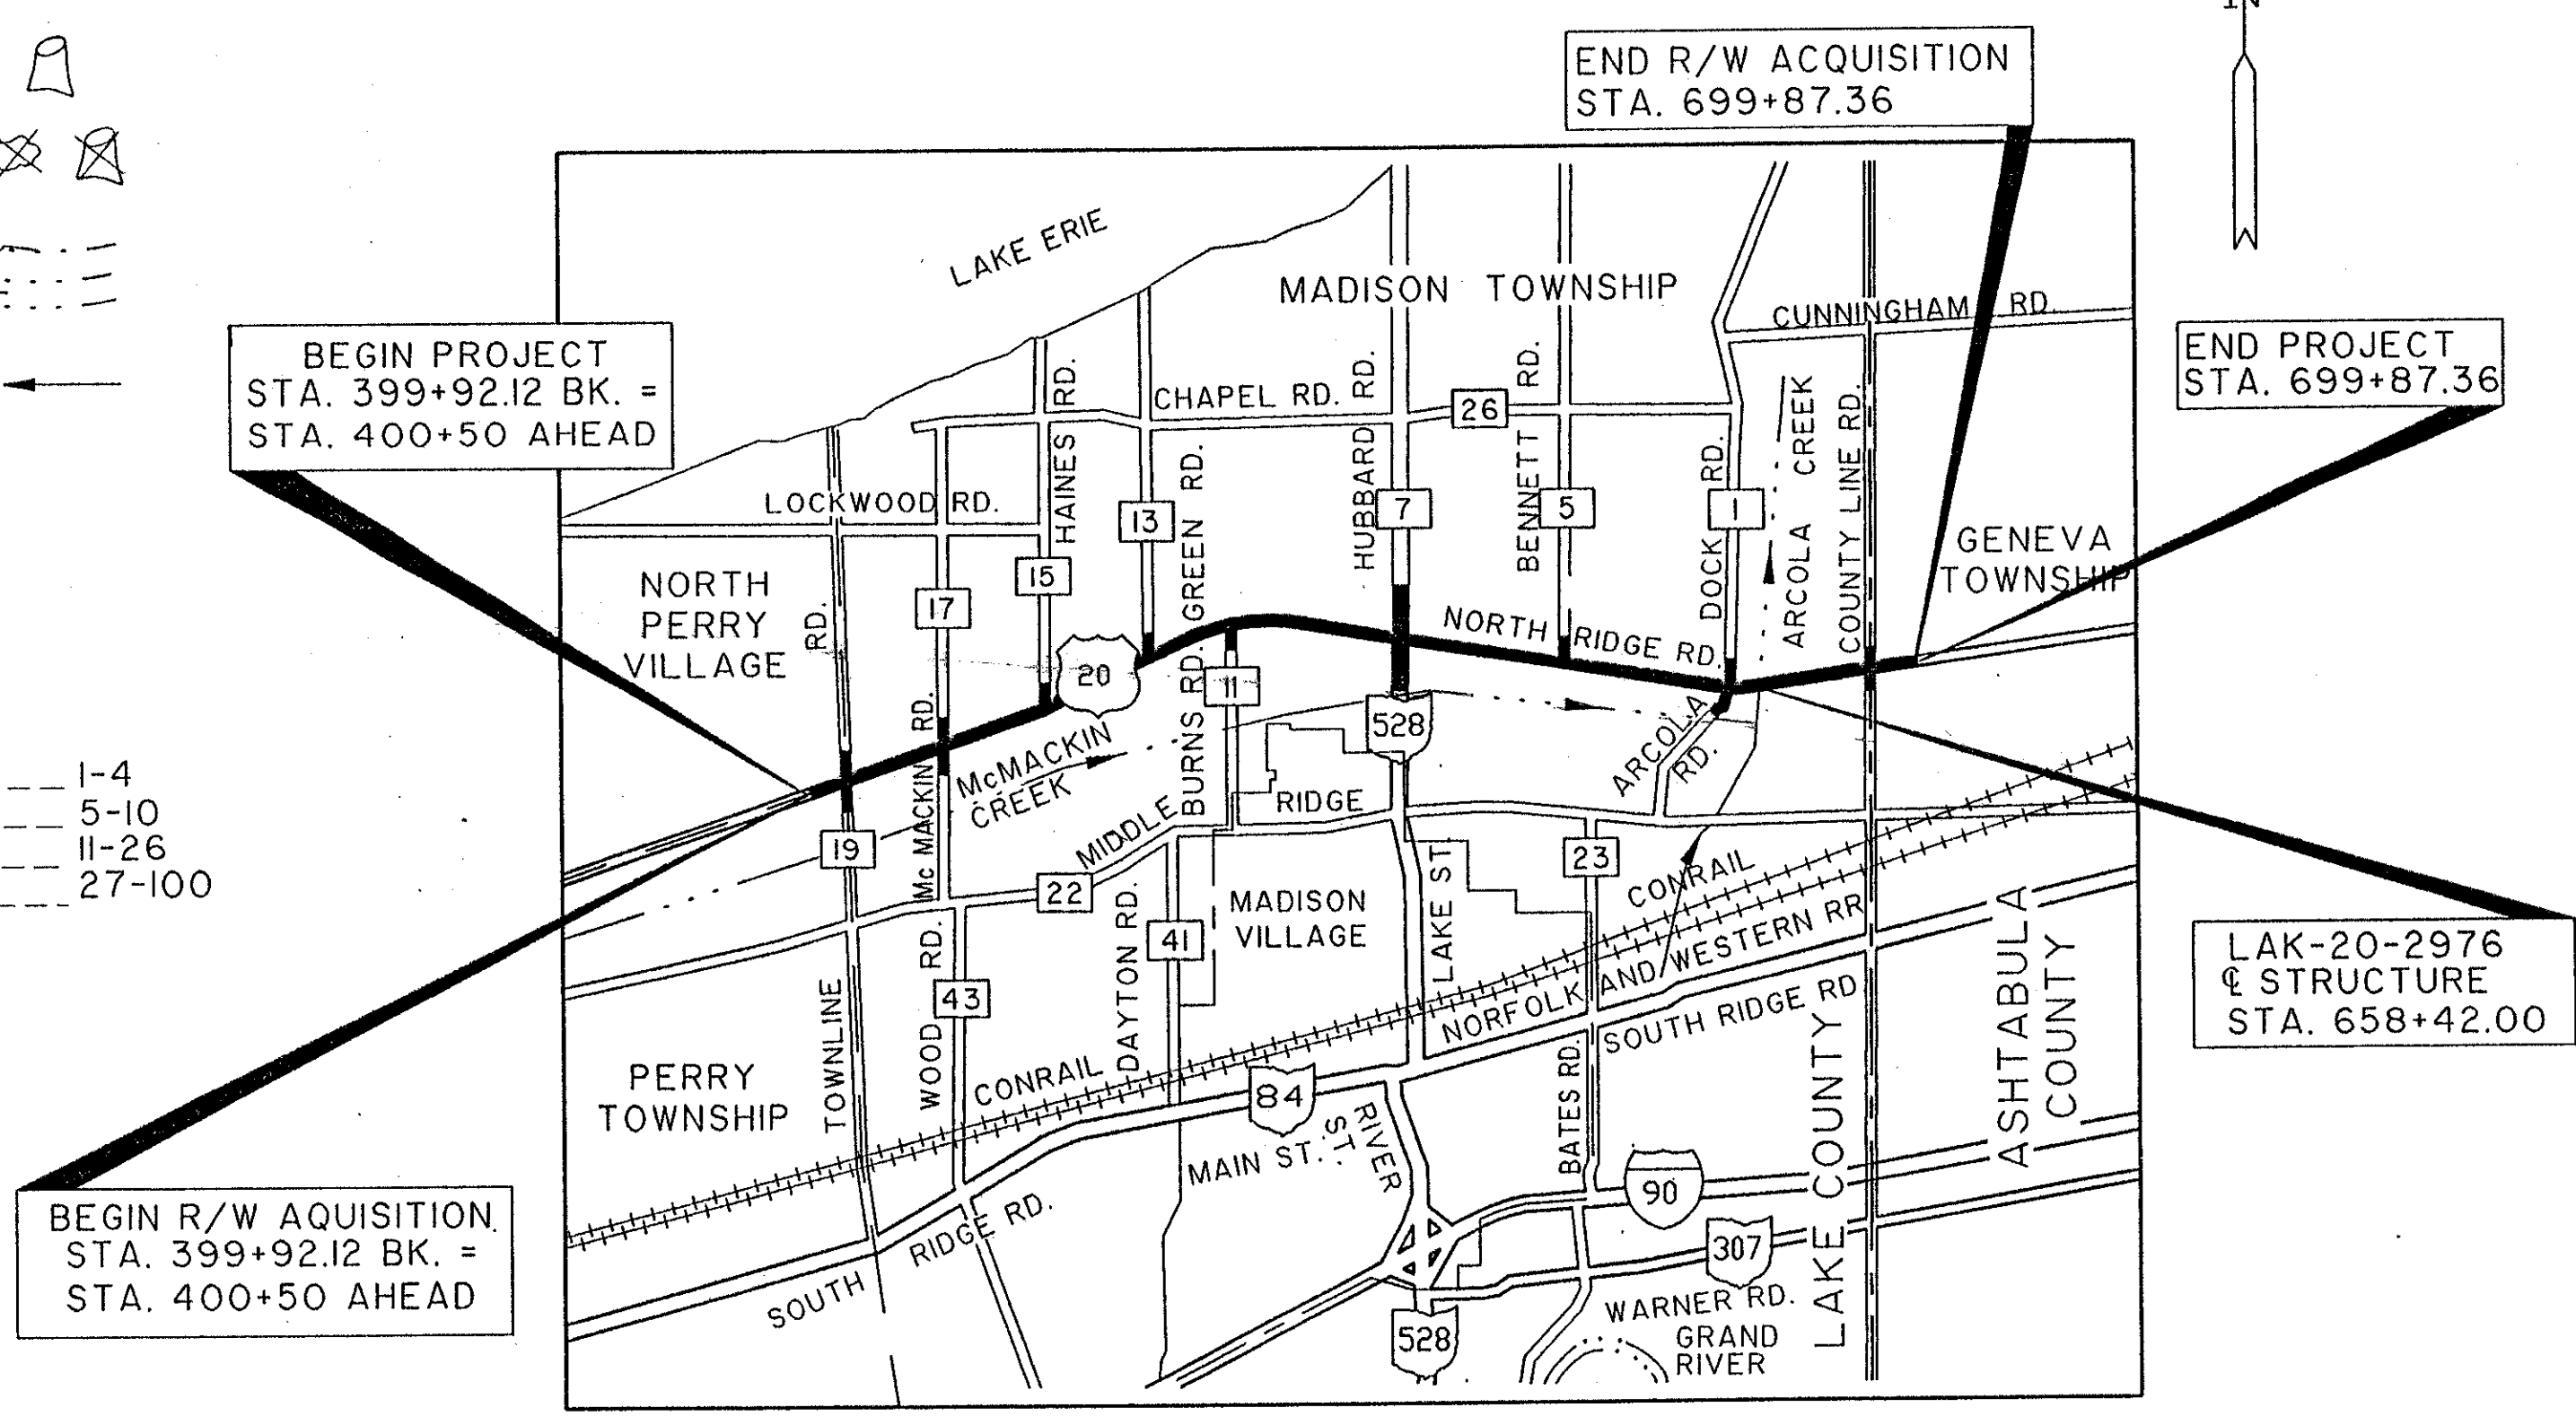 N
END R/W ACQUISITION
STA. 699+87.36
LAKE ERIE
MADISON TOWNSHIP
CUNNINGHAM RD.
BEGIN PROJECT
STA. 399+92.12 BK. =
STA. 400+50 AHEAD
END PROJECT
STA. 699+87.36
CHAPEL RD.
26
LOCKWOOD RD.
HAINES RD.
13
GREEN RD.
HUBBARD RD.
7
BENNETT RD.
5
DOCK RD.
1
ARCOLA CREEK
COUNTY LINE RD.
GENEVA
TOWNSHIP
NORTH
PERRY
VILLAGE
17
15
20
11
NORTH RIDGE RD.
528
ARCOLA
RD.
McMACKIN
CREEK
Mc MACKIN RD.
BURNS RD.
MIDDLE RIDGE
19
22
23
1-4
5-10
11-26
27-100
MADISON
VILLAGE
41
43
DAYTON RD.
WOOD RD.
TOWNLINE RD.
LAKE ST.
CONRAIL
NORFOLK AND WESTERN RR
SOUTH RIDGE RD
LAK-20-2976
℄ STRUCTURE
STA. 658+42.00
PERRY
TOWNSHIP
CONRAIL
84
MAIN ST.
RIVER
ST.
BATES RD.
90
307
LAKE COUNTY
ASHTABULA
COUNTY
BEGIN R/W AQUISITION.
STA. 399+92.12 BK. =
STA. 400+50 AHEAD
SOUTH RIDGE RD.
528
WARNER RD.
GRAND
RIVER